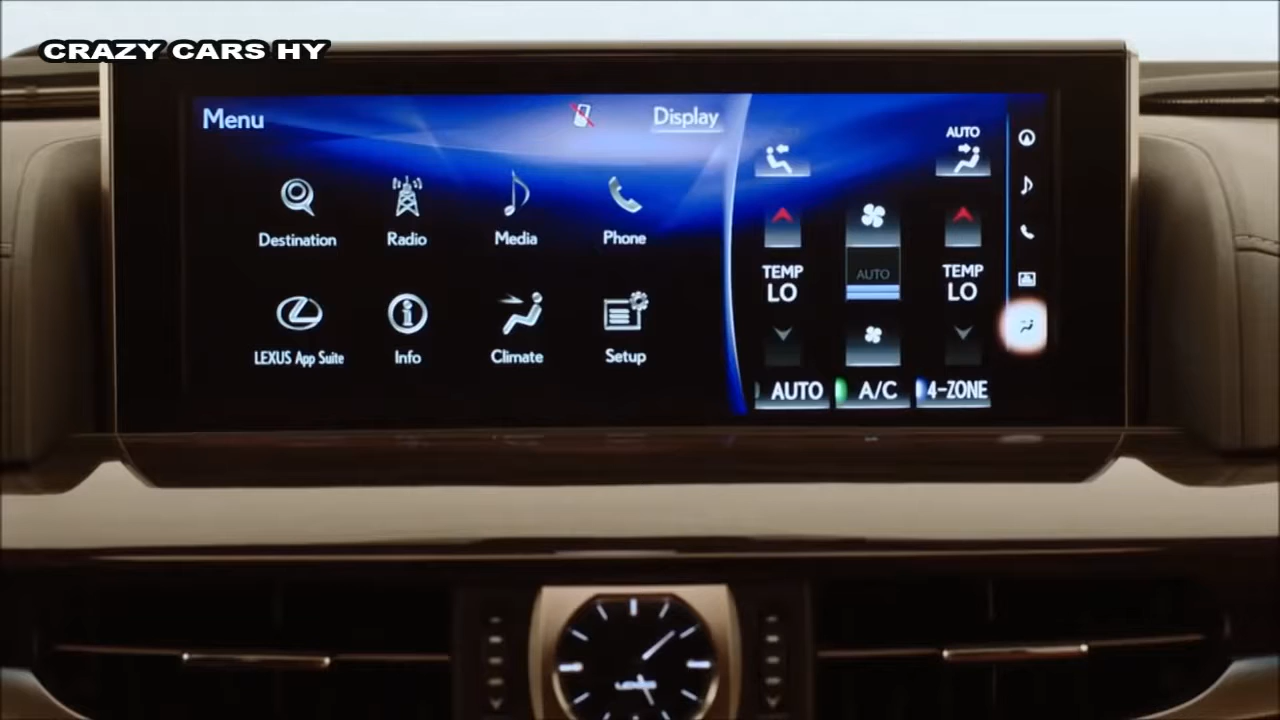 CRAZY CARS HY
Menu
Display
AUTO
Destination
Radio
Media
Phone
TEMP
LO
AUTO
TEMP
LO
LEXUS App Suite
Info
Climate
Setup
AUTO
A/C
4-ZONE
LEXUS